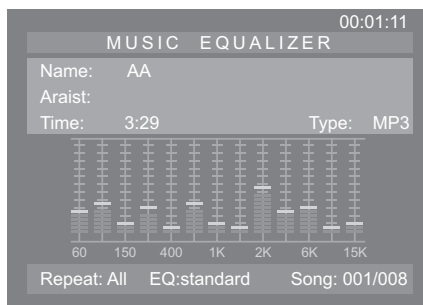 00:01:11
MUSIC EQUALIZER
Name: AA
Araist:
Time: 3:29 Type: MP3
60 150 400 1K 2K 6K 15K
Repeat: All EQ:standard Song: 001/008